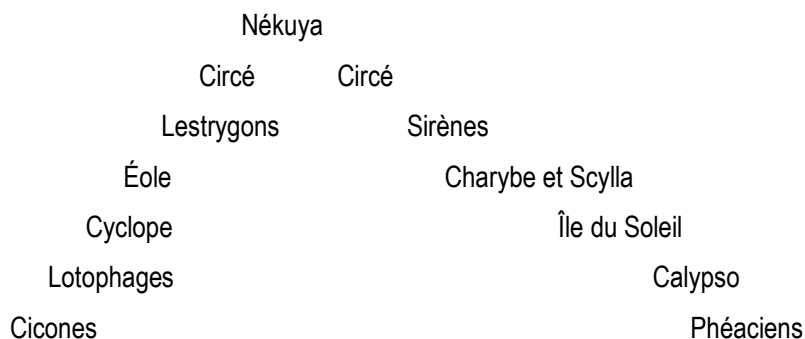 Nékuya
Circé Circé
Lestrygons Sirènes
Éole Charybe et Scylla
Cyclope Île du Soleil
Lotophages Calypso
Cicones Phéaciens